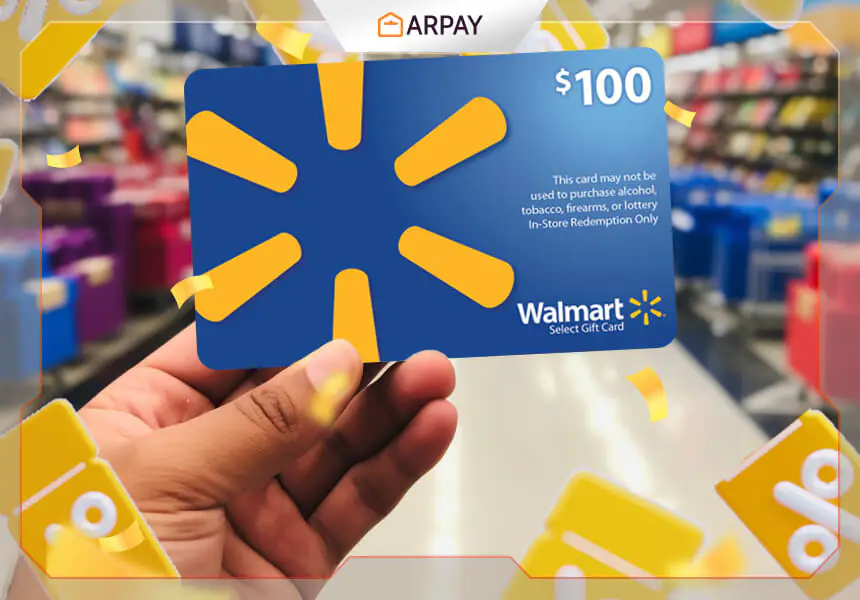 ARPAY
$100
This card may not be
used to purchase alcohol,
tobacco, firearms, or lottery
In-Store Redemption Only
Walmart
Select Gift Card
%